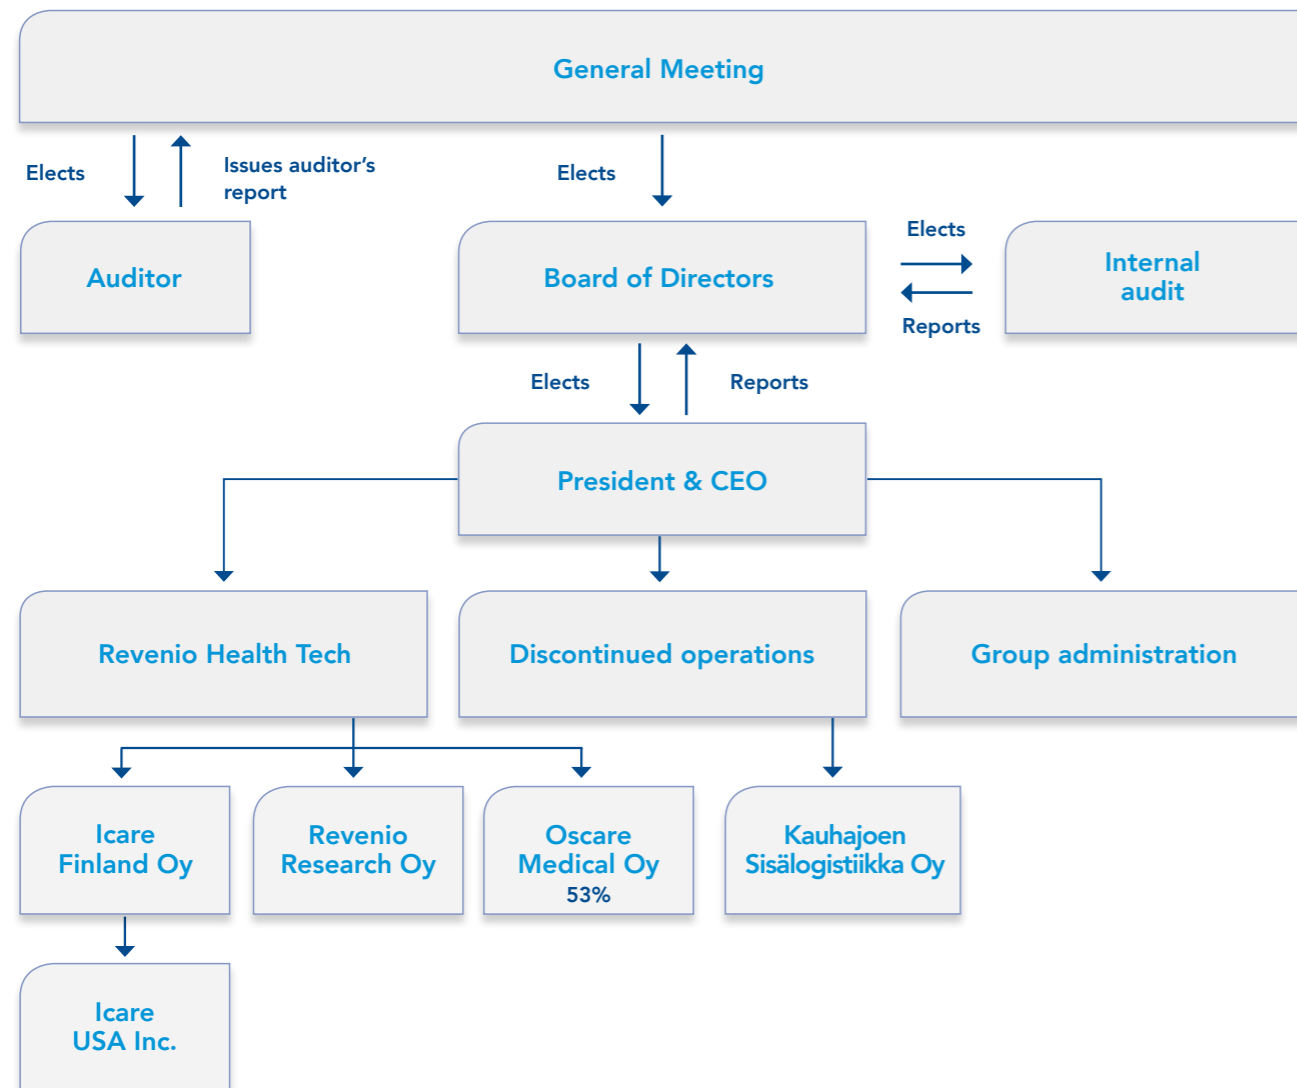 General Meeting
Elects
Issues auditor's
report
Elects
Auditor
Board of Directors
Elects
Reports
Internal
audit
Elects
Reports
President & CEO
Revenio Health Tech
Discontinued operations
Group administration
Icare
Finland Oy
Revenio
Research Oy
Oscare
Medical Oy
53%
Kauhajoen
Sisälogistiikka Oy
Icare
USA Inc.